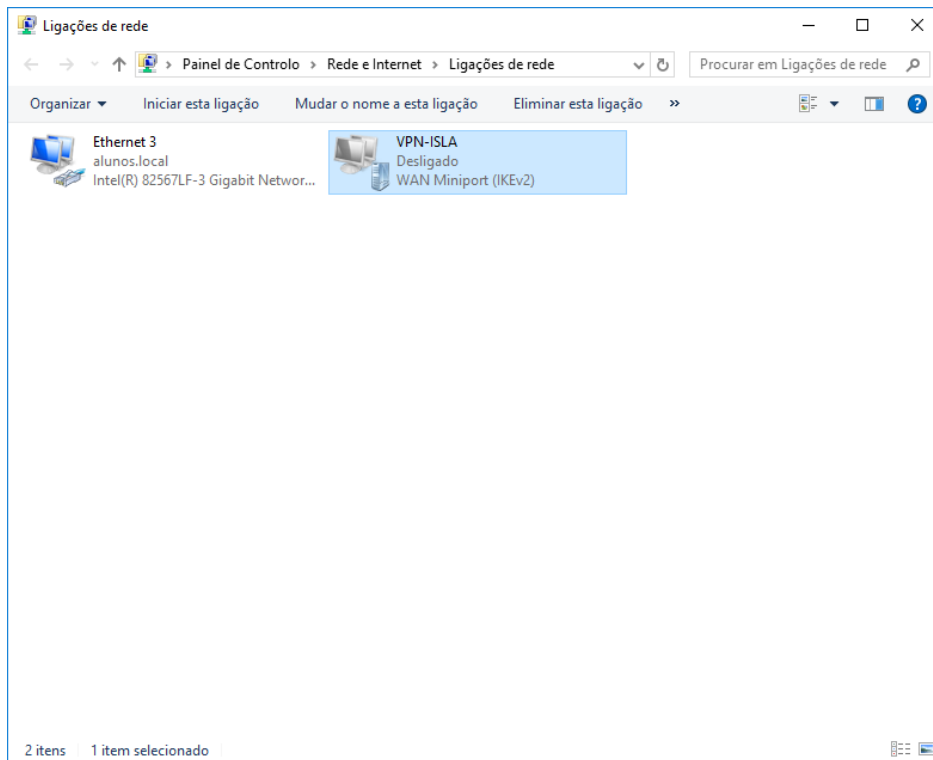 Ligações de rede
Painel de Controlo › Rede e Internet › Ligações de rede
Procurar em Ligações de rede
Organizar Iniciar esta ligação Mudar o nome a esta ligação Eliminar esta ligação »
Ethernet 3
alunos.local
Intel(R) 82567LF-3 Gigabit Networ...
VPN-ISLA
Desligado
WAN Miniport (IKEv2)
2 itens 1 item selecionado